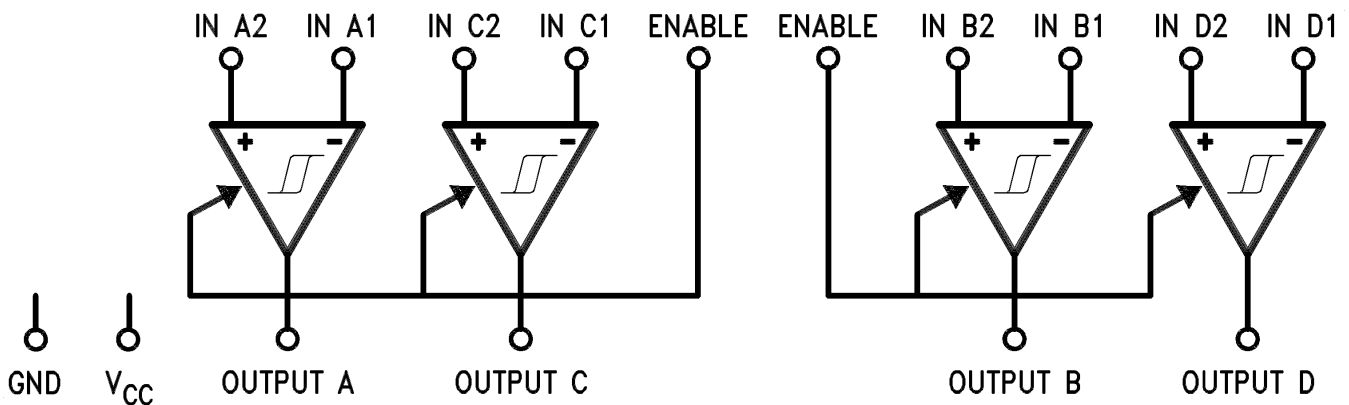 IN A2 IN A1 IN C2 IN C1 ENABLE ENABLE IN B2 IN B1 IN D2 IN D1
+ − + − + − + −
GND VCC OUTPUT A OUTPUT C OUTPUT B OUTPUT D